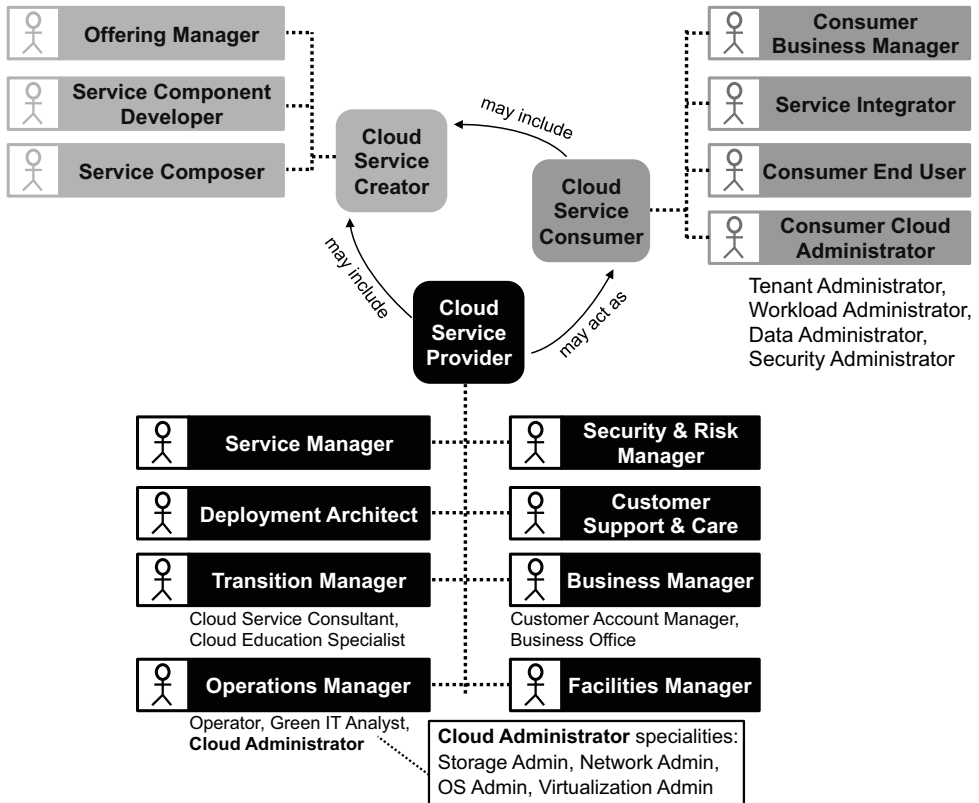 Offering Manager
Service Component
Developer
Service Composer
Cloud
Service
Creator
may include
Cloud
Service
Consumer
Consumer
Business Manager
Service Integrator
Consumer End User
Consumer Cloud
Administrator
Tenant Administrator,
Workload Administrator,
Data Administrator,
Security Administrator
may include
Cloud
Service
Provider
may act as
Service Manager
Security & Risk
Manager
Deployment Architect
Customer
Support & Care
Transition Manager
Cloud Service Consultant,
Cloud Education Specialist
Business Manager
Customer Account Manager,
Business Office
Operations Manager
Operator, Green IT Analyst,
Cloud Administrator
Facilities Manager
Cloud Administrator specialities:
Storage Admin, Network Admin,
OS Admin, Virtualization Admin